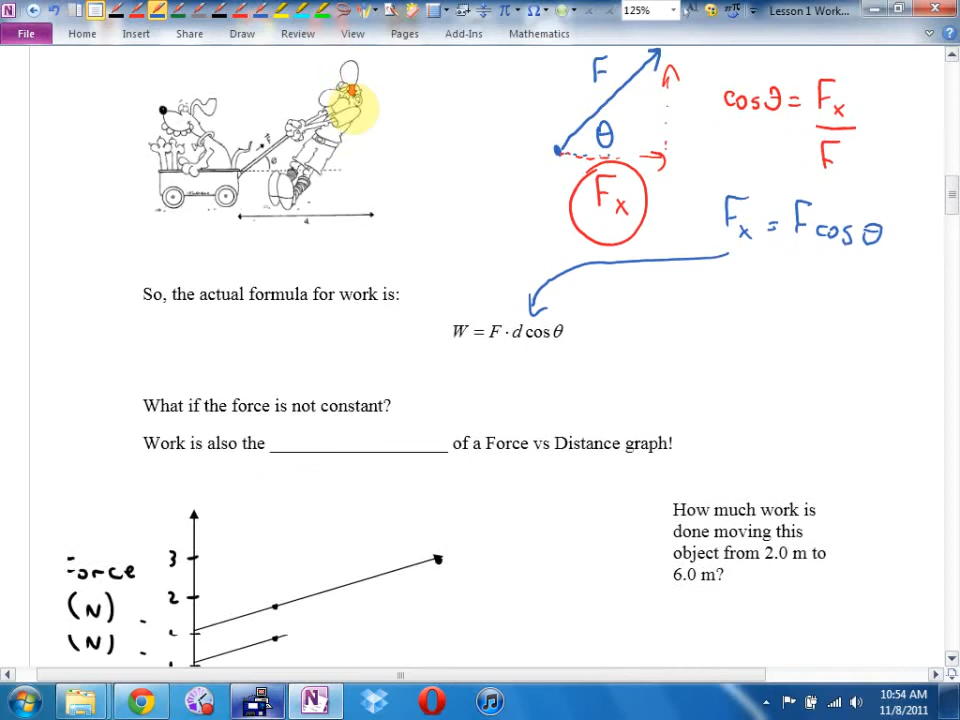 125%
Lesson 1 Work...
File Home Insert Share Draw Review View Pages Add-Ins Mathematics
F
θ
F
θ
d
Fx
cosθ = Fx / F
Fx = F cos θ
So, the actual formula for work is:
W = F · d cos θ
What if the force is not constant?
Work is also the ____________________ of a Force vs Distance graph!
How much work is
done moving this
object from 2.0 m to
6.0 m?
Force
(N)
(N)
3
2
10:54 AM
11/8/2011